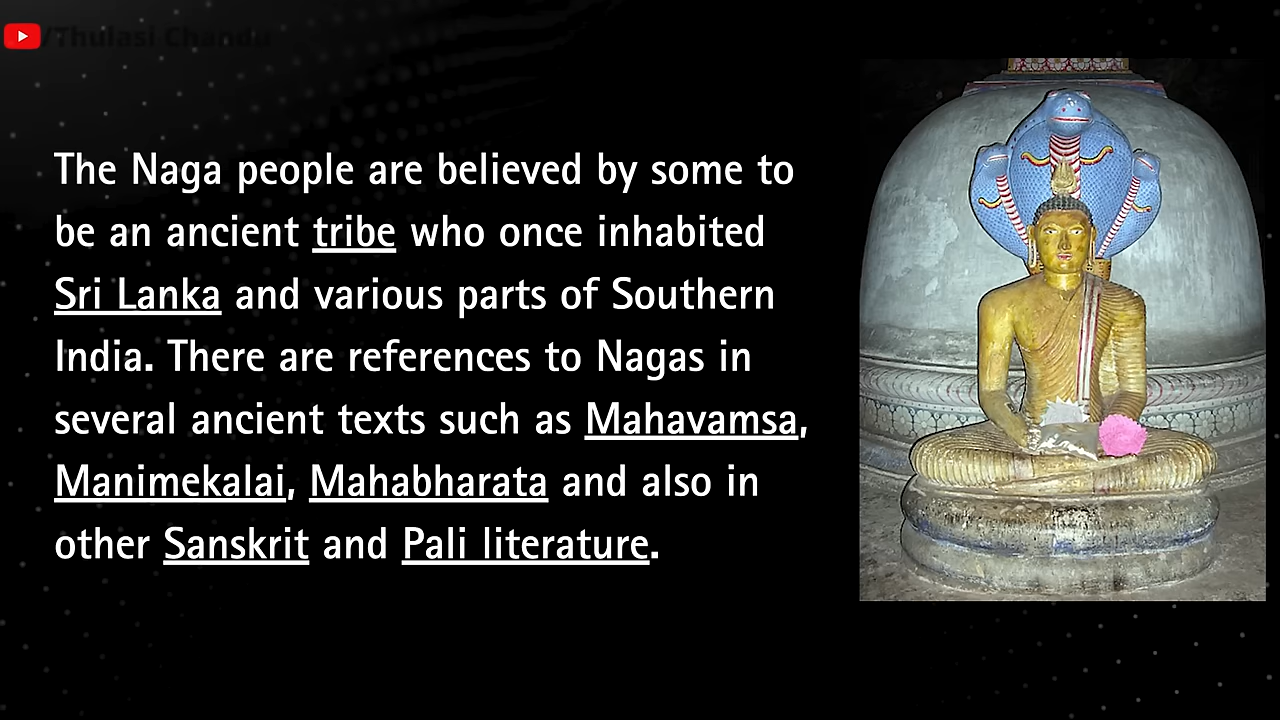 /Thulasi Chandu
The Naga people are believed by some to
be an ancient tribe who once inhabited
Sri Lanka and various parts of Southern
India. There are references to Nagas in
several ancient texts such as Mahavamsa,
Manimekalai, Mahabharata and also in
other Sanskrit and Pali literature.